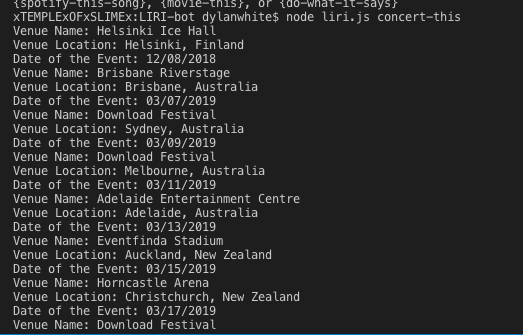 {spotify-this-song}, {movie-this}, or {do-what-it-says}
xTEMPLExOFxSLIMEx:LIRI-bot dylanwhite$ node liri.js concert-this
Venue Name: Helsinki Ice Hall
Venue Location: Helsinki, Finland
Date of the Event: 12/08/2018
Venue Name: Brisbane Riverstage
Venue Location: Brisbane, Australia
Date of the Event: 03/07/2019
Venue Name: Download Festival
Venue Location: Sydney, Australia
Date of the Event: 03/09/2019
Venue Name: Download Festival
Venue Location: Melbourne, Australia
Date of the Event: 03/11/2019
Venue Name: Adelaide Entertainment Centre
Venue Location: Adelaide, Australia
Date of the Event: 03/13/2019
Venue Name: Eventfinda Stadium
Venue Location: Auckland, New Zealand
Date of the Event: 03/15/2019
Venue Name: Horncastle Arena
Venue Location: Christchurch, New Zealand
Date of the Event: 03/17/2019
Venue Name: Download Festival